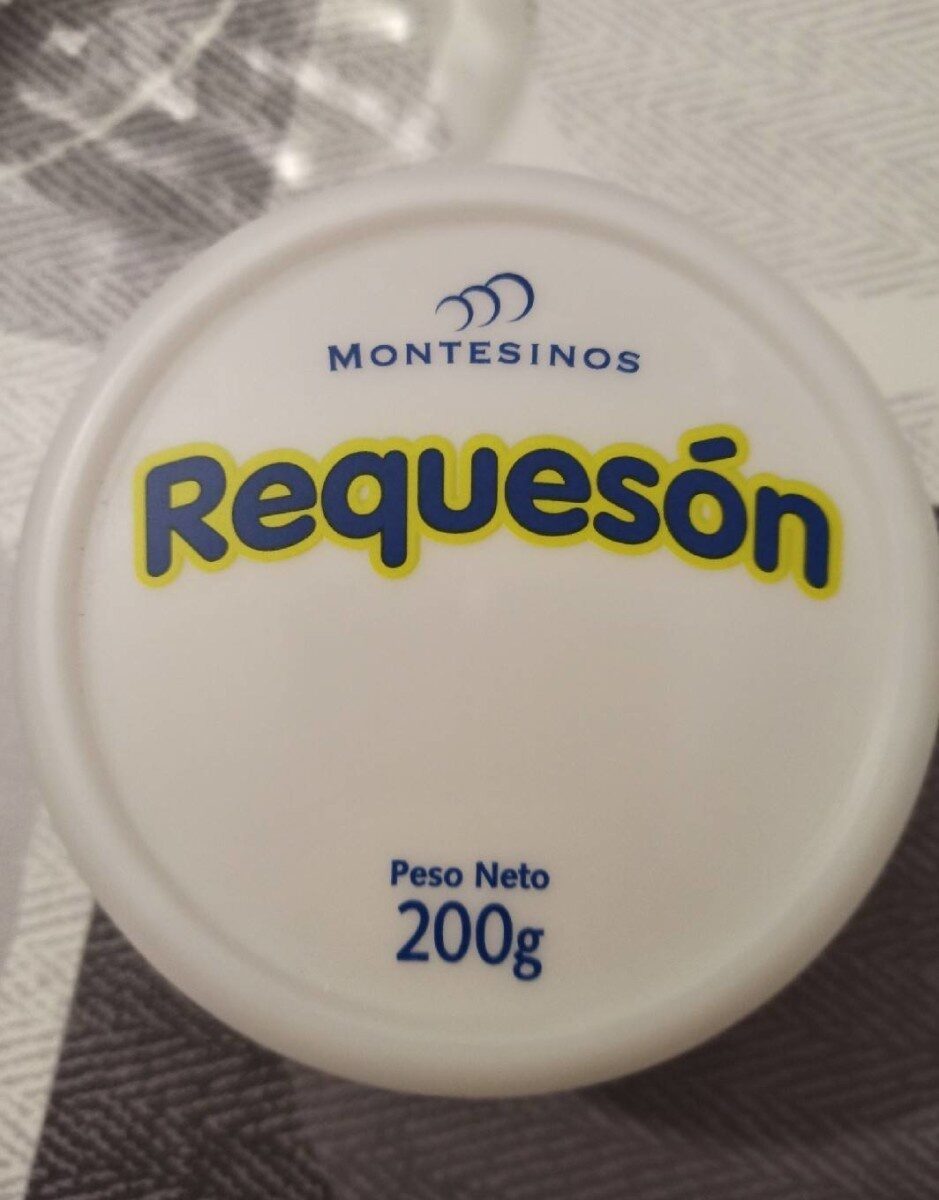 MONTESINOS
Requesón
Peso Neto
200g